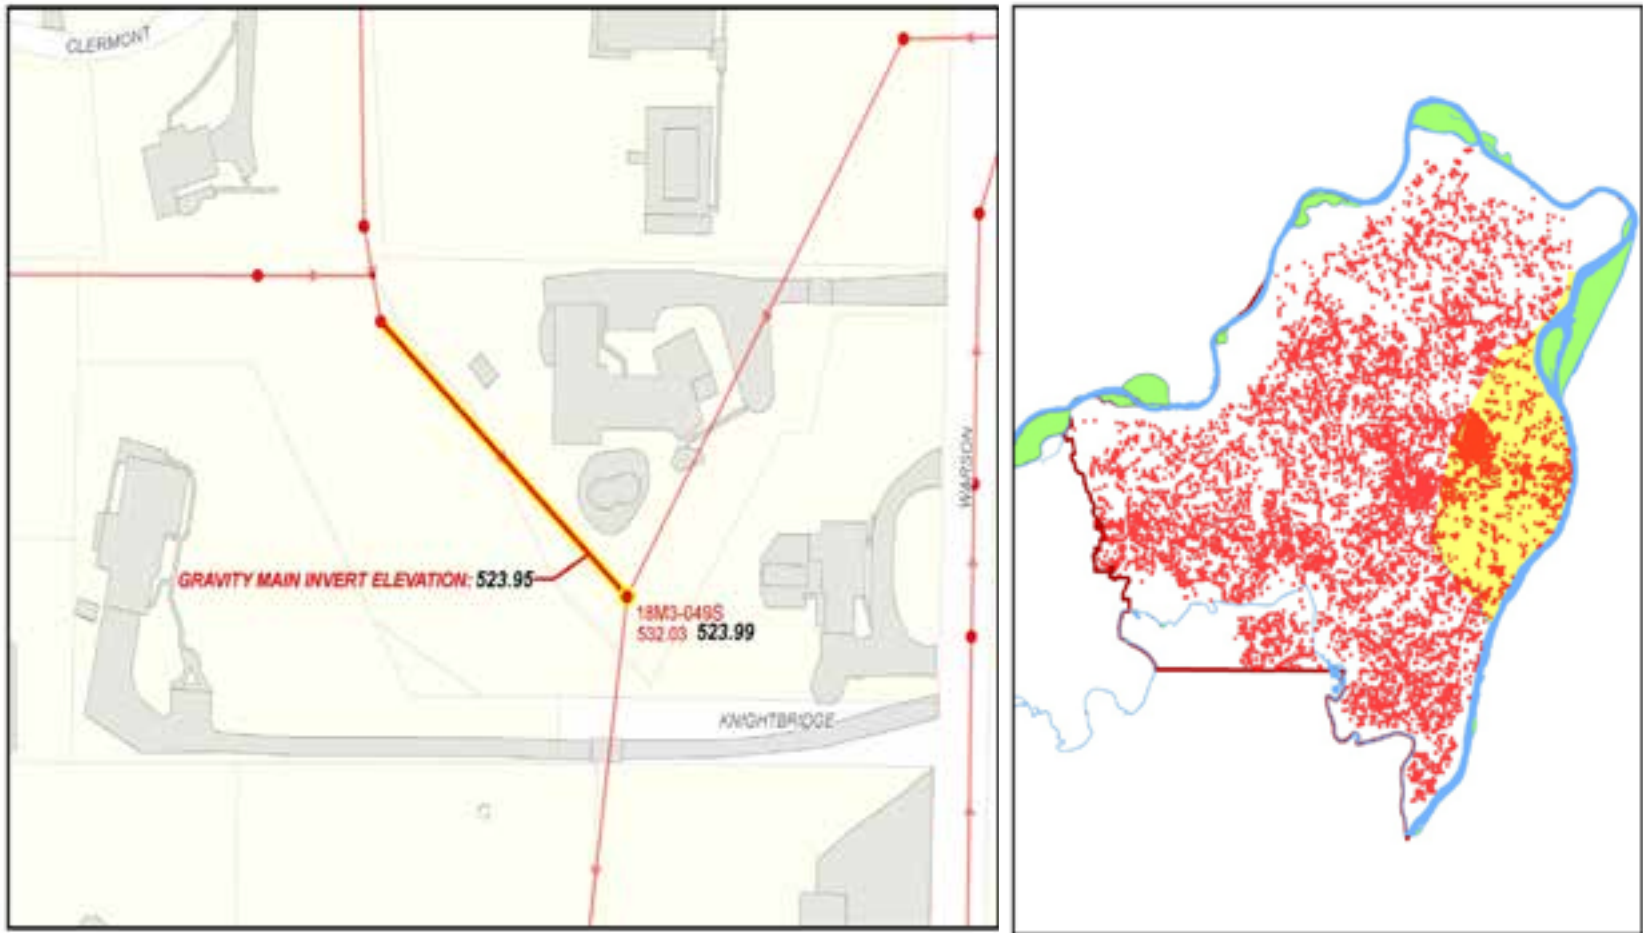 CLERMONT
WARSON
GRAVITY MAIN INVERT ELEVATION: 523.95
18M3-049S
532.03 523.99
KNIGHTBRIDGE